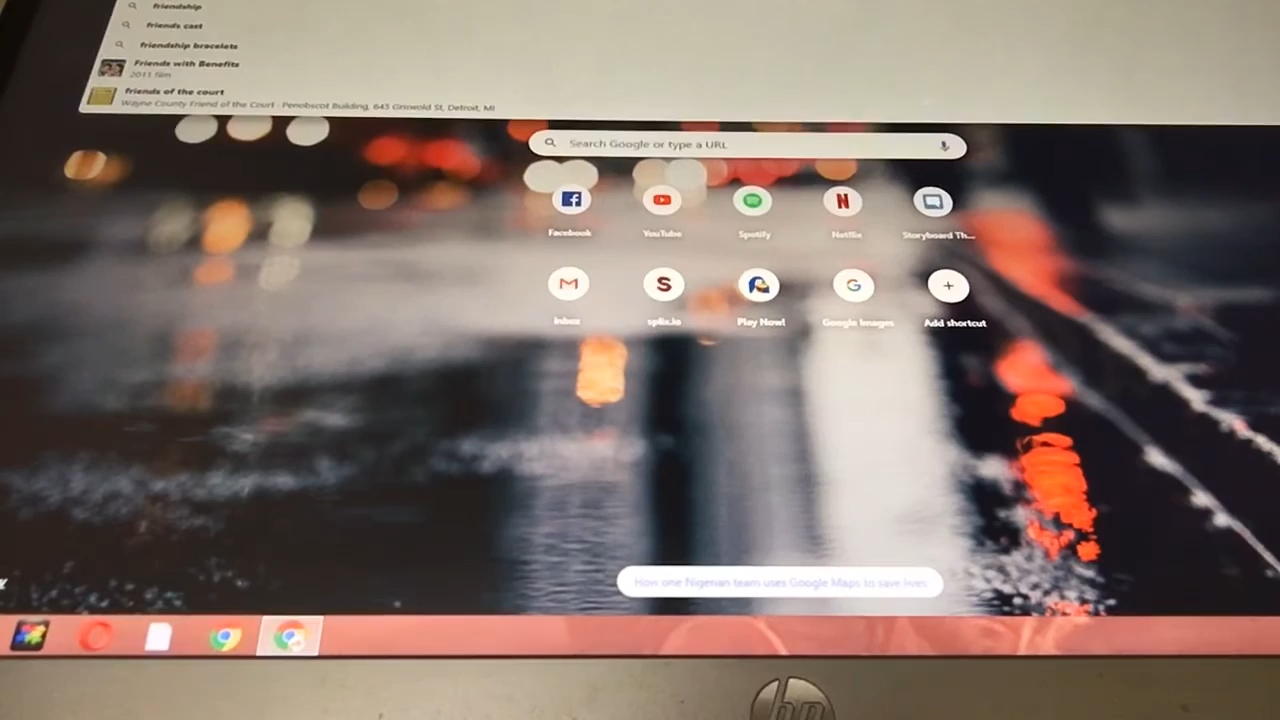 friendship
friends cast
friendship bracelets
Friends with Benefits
2011 film
friends of the court
Wayne County Friend of the Court · Penobscot Building, 645 Griswold St, Detroit, MI
Search Google or type a URL
Facebook YouTube Spotify Netflix Storyboard Th...
Inbox splix.io Play Now! Google Images Add shortcut
How one Nigerian team uses Google Maps to save lives
hp